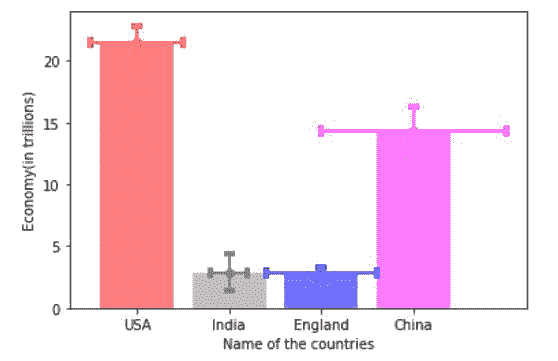 Economy(in trillions)
20
15
10
5
0
USA India England China
Name of the countries